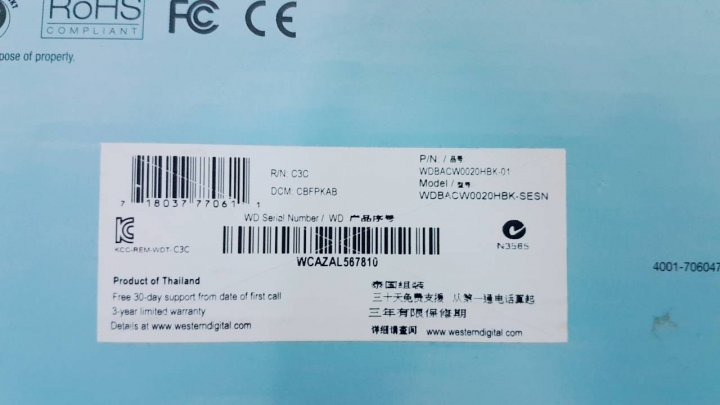 RoHS
COMPLIANT
FC CE
pose of properly.
R/N: C3C
DCM: CBFPKAB
7 18037 77061 1
P/N / 品号
WDBACW0020HBK-01
Model / 型号
WDBACW0020HBK-SESN
WD Serial Number / WD 产品序号
WCAZAL567810
KCC-REM-WDT-C3C
N3585
4001-706047
Product of Thailand
Free 30-day support from date of first call
3-year limited warranty
Details at www.westerndigital.com
泰国组装
三十天免费支援 从第一通电话算起
三年有限保修期
详细请查阅 www.westerndigital.com